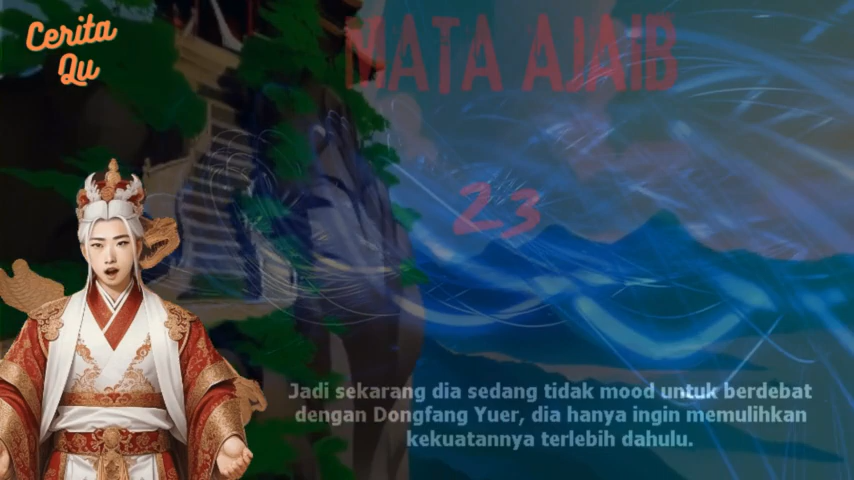 Cerita
Qu
MATA AJAIB
23
Jadi sekarang dia sedang tidak mood untuk berdebat
dengan Dongfang Yuer, dia hanya ingin memulihkan
kekuatannya terlebih dahulu.